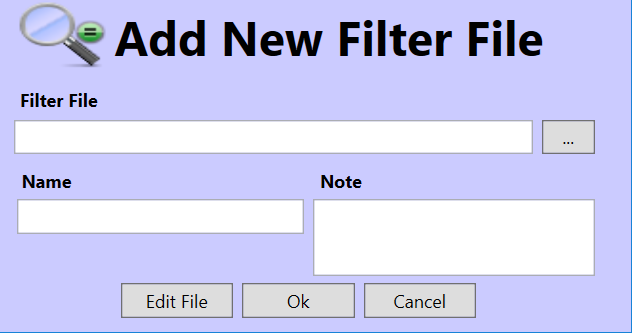 Add New Filter File
Filter File
...
Name
Note
Edit File
Ok
Cancel